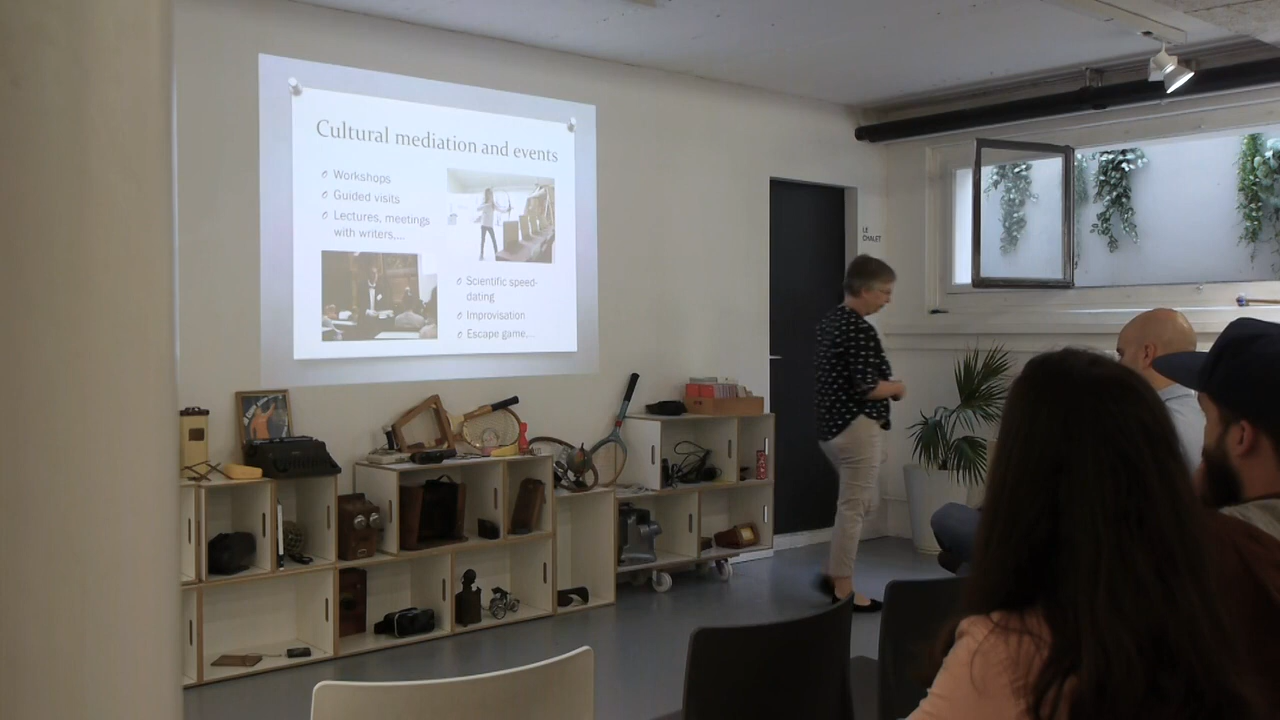 Cultural mediation and events
Workshops
Guided visits
Lectures, meetings
with writers,...
Scientific speed-
dating
Improvisation
Escape game,...
LE
CHALET